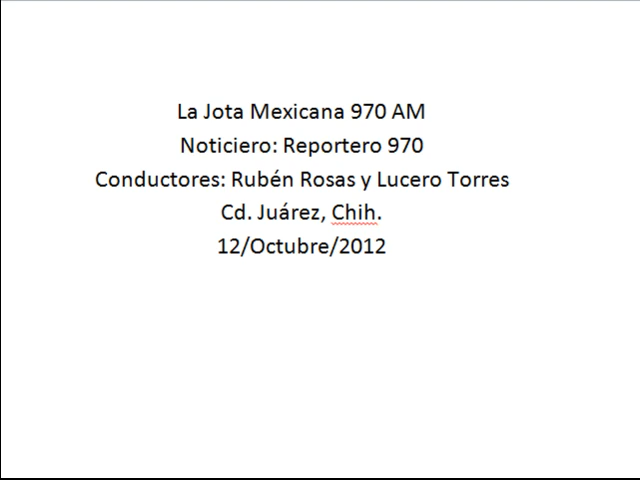 La Jota Mexicana 970 AM
Noticiero: Reportero 970
Conductores: Rubén Rosas y Lucero Torres
Cd. Juárez, Chih.
12/Octubre/2012